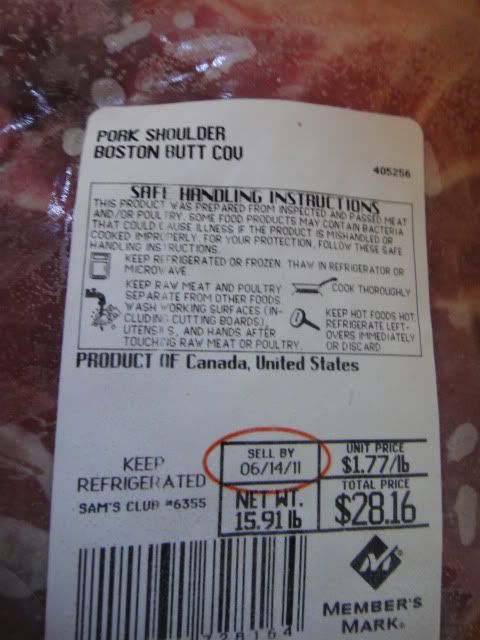 PORK SHOULDER
BOSTON BUTT COV
405256
SAFE HANDLING INSTRUCTIONS
THIS PRODUCT WAS PREPARED FROM INSPECTED AND PASSED MEAT
AND/OR POULTRY. SOME FOOD PRODUCTS MAY CONTAIN BACTERIA
THAT COULD CAUSE ILLNESS IF THE PRODUCT IS MISHANDLED OR
COOKED IMPROPERLY. FOR YOUR PROTECTION, FOLLOW THESE SAFE
HANDLING INSTRUCTIONS
KEEP REFRIGERATED OR FROZEN. THAW IN REFRIGERATOR OR
MICROWAVE.
KEEP RAW MEAT AND POULTRY
SEPARATE FROM OTHER FOODS.
WASH WORKING SURFACES (IN-
CLUDING CUTTING BOARDS),
UTENSILS, AND HANDS AFTER
TOUCHING RAW MEAT OR POULTRY.
COOK THOROUGHLY
KEEP HOT FOODS HOT
REFRIGERATE LEFT-
OVERS IMMEDIATELY
OR DISCARD
PRODUCT OF Canada, United States
KEEP
REFRIGERATED
SAM'S CLUB #6355
SELL BY
06/14/11
NET WT.
15.91 lb
UNIT PRICE
$1.77/lb
TOTAL PRICE
$28.16
MEMBER'S
MARK®